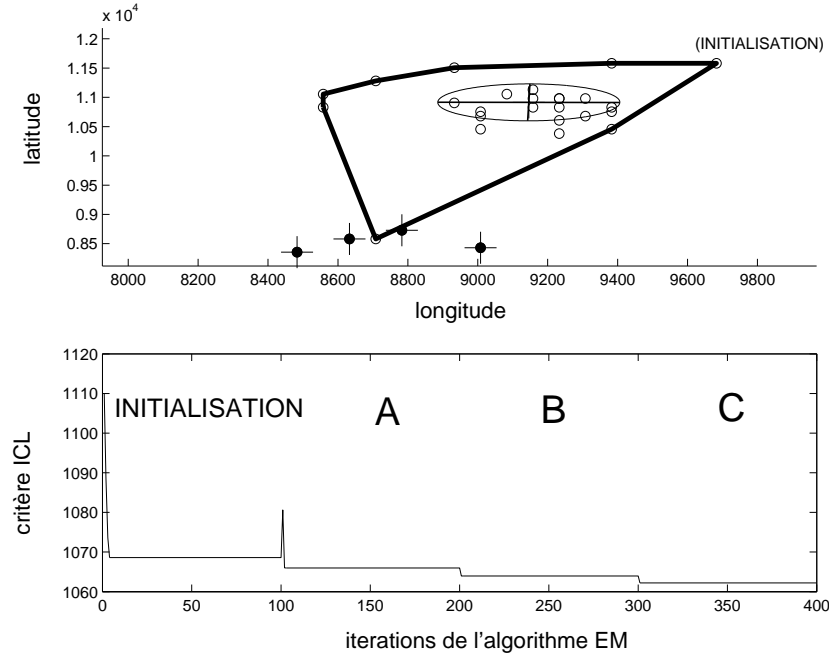 x 10⁴
(INITIALISATION)
1.2
1.15
1.1
1.05
1
0.95
0.9
0.85
latitude
8000 8200 8400 8600 8800 9000 9200 9400 9600 9800
longitude
1120
1110
1100
1090
1080
1070
1060
critère ICL
INITIALISATION A B C
0 50 100 150 200 250 300 350 400
iterations de l'algorithme EM